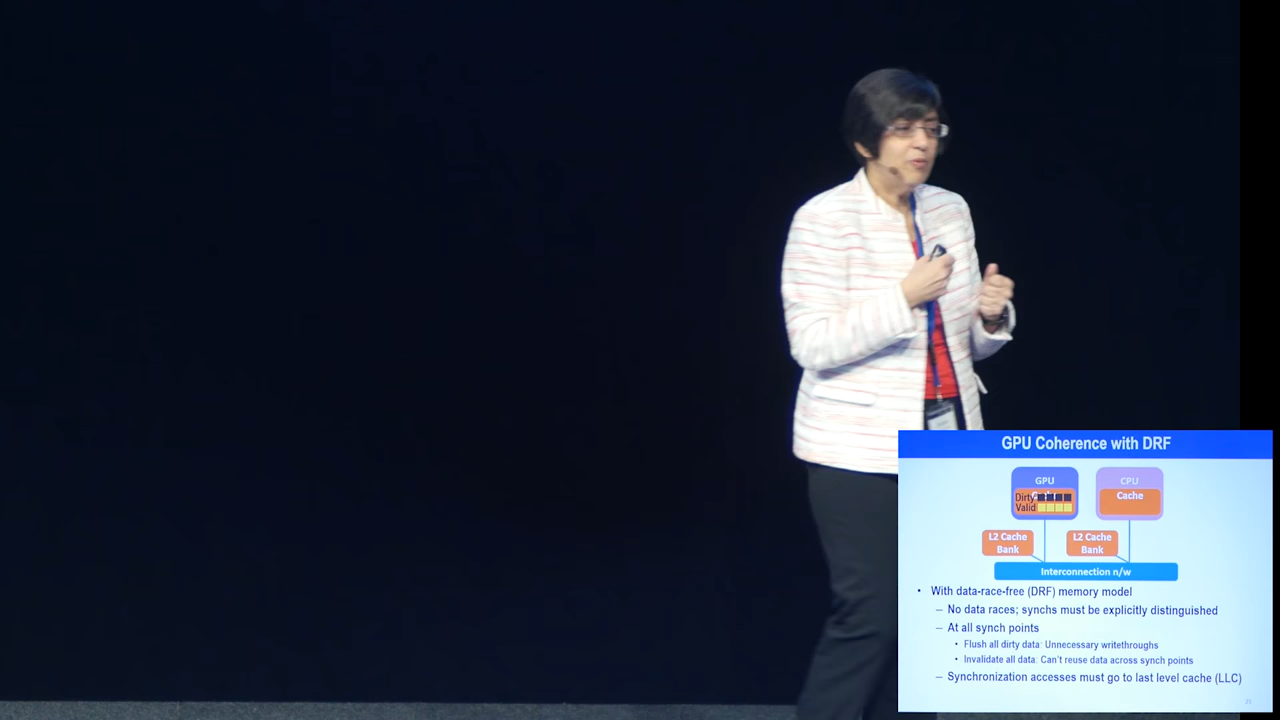 GPU Coherence with DRF
GPU
CPU
Dirty
Valid
Cache
L2 Cache
Bank
L2 Cache
Bank
Interconnection n/w
• With data-race-free (DRF) memory model
– No data races; synchs must be explicitly distinguished
– At all synch points
• Flush all dirty data: Unnecessary writethroughs
• Invalidate all data: Can't reuse data across synch points
– Synchronization accesses must go to last level cache (LLC)